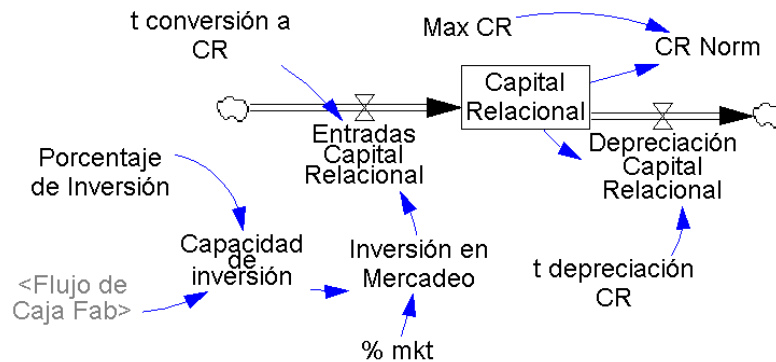 t conversión a
CR
Max CR
CR Norm
Capital
Relacional
Entradas
Capital
Relacional
Depreciación
Capital
Relacional
Porcentaje
de Inversión
Capacidad
de
inversión
Inversión en
Mercadeo
t depreciación
CR
<Flujo de
Caja Fab>
% mkt